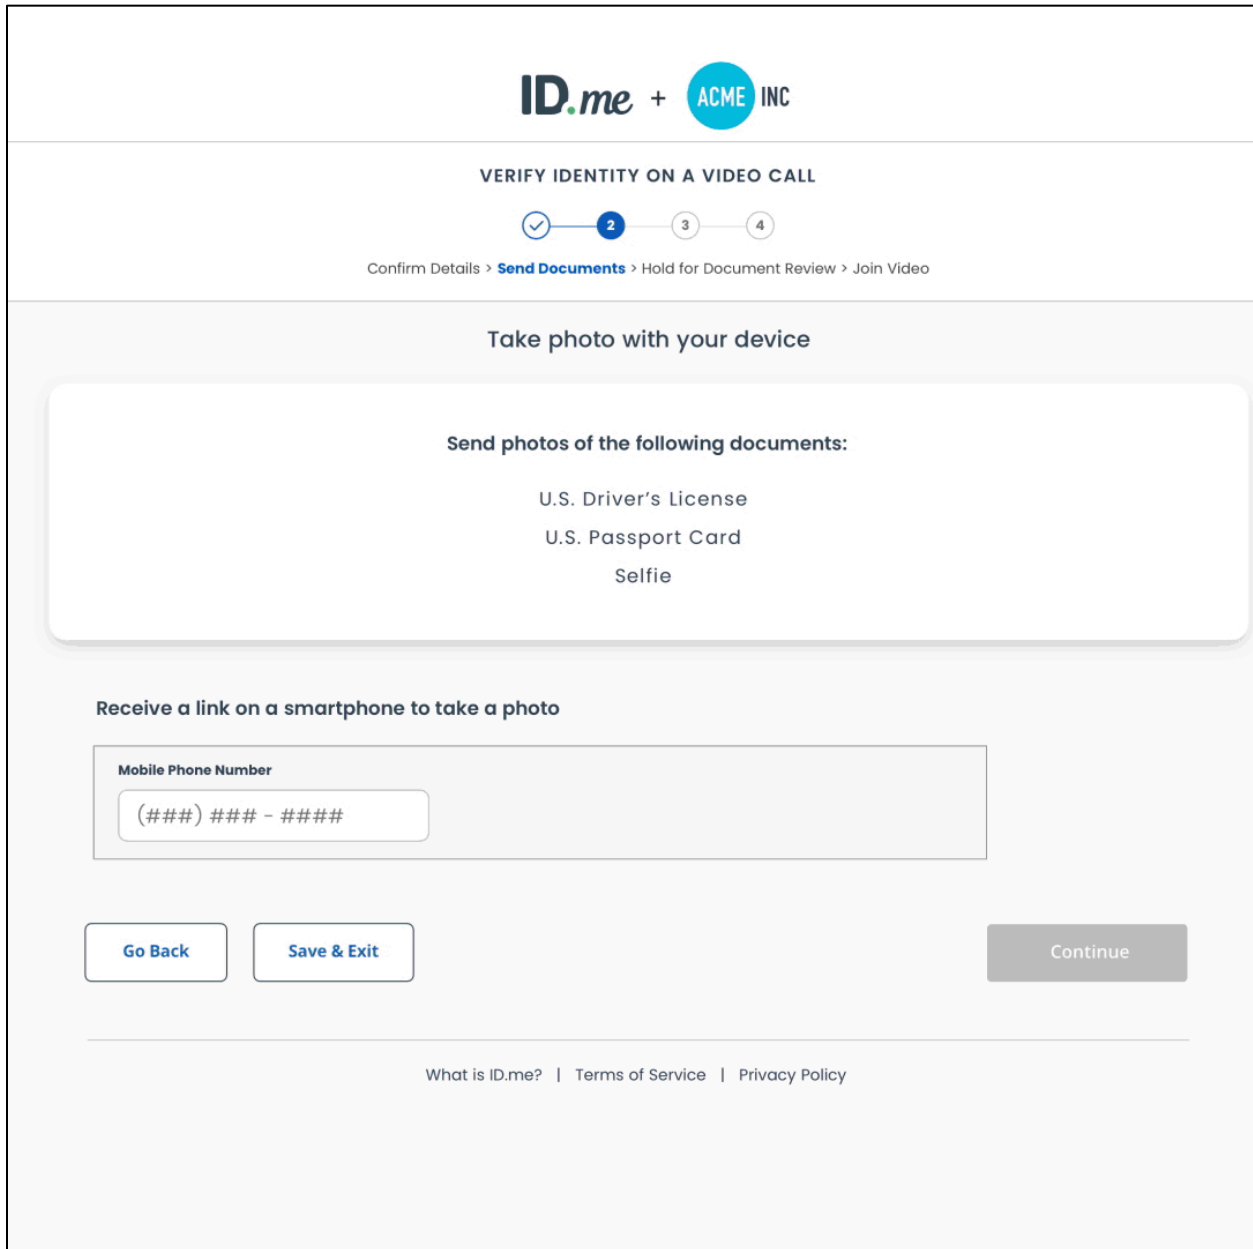 ID.me + ACME INC
VERIFY IDENTITY ON A VIDEO CALL
2 3 4
Confirm Details > Send Documents > Hold for Document Review > Join Video
Take photo with your device
Send photos of the following documents:
U.S. Driver's License
U.S. Passport Card
Selfie
Receive a link on a smartphone to take a photo
Mobile Phone Number
(###) ### - ####
Go Back Save & Exit Continue
What is ID.me? | Terms of Service | Privacy Policy